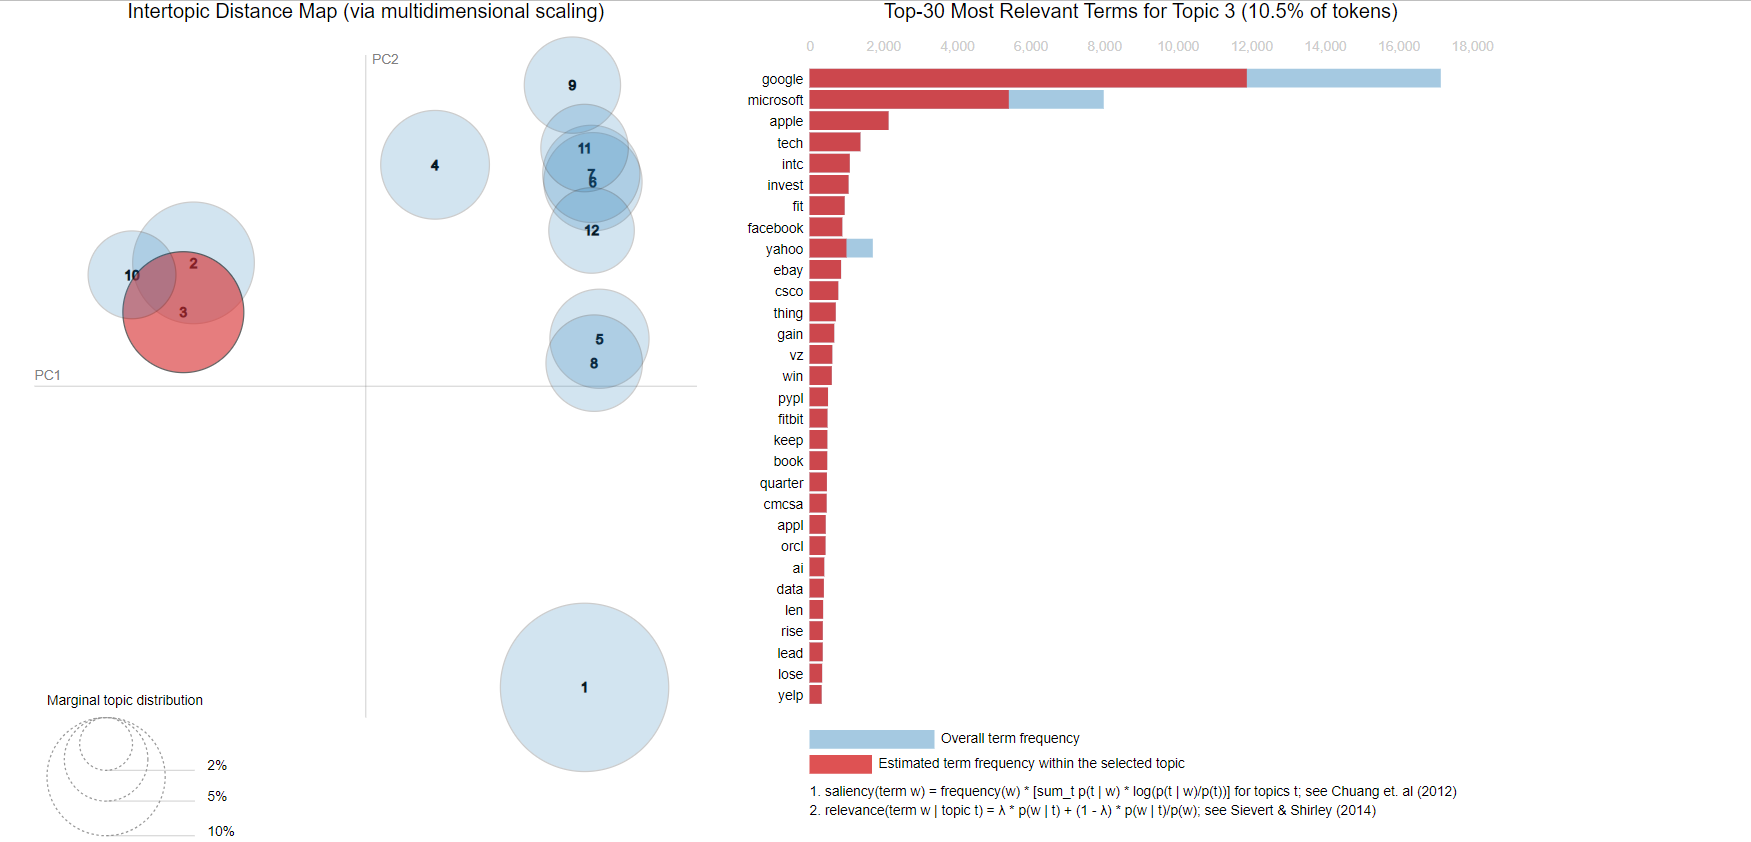 Intertopic Distance Map (via multidimensional scaling)
PC2
PC1
9
4
11
7
6
12
2
10
3
5
8
1
Marginal topic distribution
2%
5%
10%
Top-30 Most Relevant Terms for Topic 3 (10.5% of tokens)
0 2,000 4,000 6,000 8,000 10,000 12,000 14,000 16,000 18,000
google
microsoft
apple
tech
intc
invest
fit
facebook
yahoo
ebay
csco
thing
gain
vz
win
pypl
fitbit
keep
book
quarter
cmcsa
appl
orcl
ai
data
len
rise
lead
lose
yelp
Overall term frequency
Estimated term frequency within the selected topic
1. saliency(term w) = frequency(w) * [sum_t p(t | w) * log(p(t | w)/p(t))] for topics t; see Chuang et. al (2012)
2. relevance(term w | topic t) = λ * p(w | t) + (1 - λ) * p(w | t)/p(w); see Sievert & Shirley (2014)